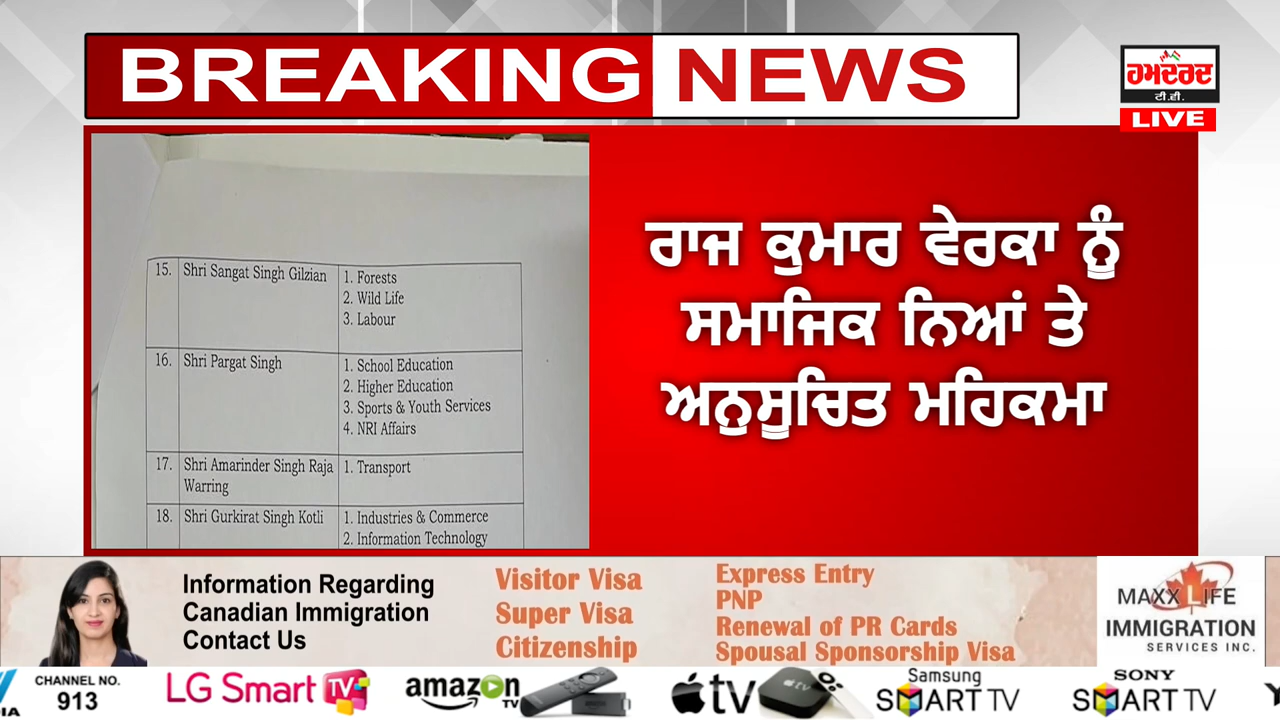 BREAKING NEWS
ਹਮਦਰਦ
ਟੀ.ਵੀ.
LIVE
15. Shri Sangat Singh Gilzian 1. Forests
2. Wild Life
3. Labour
16. Shri Pargat Singh 1. School Education
2. Higher Education
3. Sports & Youth Services
4. NRI Affairs
17. Shri Amarinder Singh Raja Warring 1. Transport
18. Shri Gurkirat Singh Kotli 1. Industries & Commerce
2. Information Technology
ਰਾਜ ਕੁਮਾਰ ਵੇਰਕਾ ਨੂੰ
ਸਮਾਜਿਕ ਨਿਆਂ ਤੇ
ਅਨੁਸੂਚਿਤ ਮਹਿਕਮਾ
Information Regarding
Canadian Immigration
Contact Us
Visitor Visa
Super Visa
Citizenship
Express Entry
PNP
Renewal of PR Cards
Spousal Sponsorship Visa
MAXX LIFE
IMMIGRATION
SERVICES INC.
CHANNEL NO.
913
LG Smart TV
amazon TV
tv
tv
Samsung
SMART TV
SONY
SMART TV